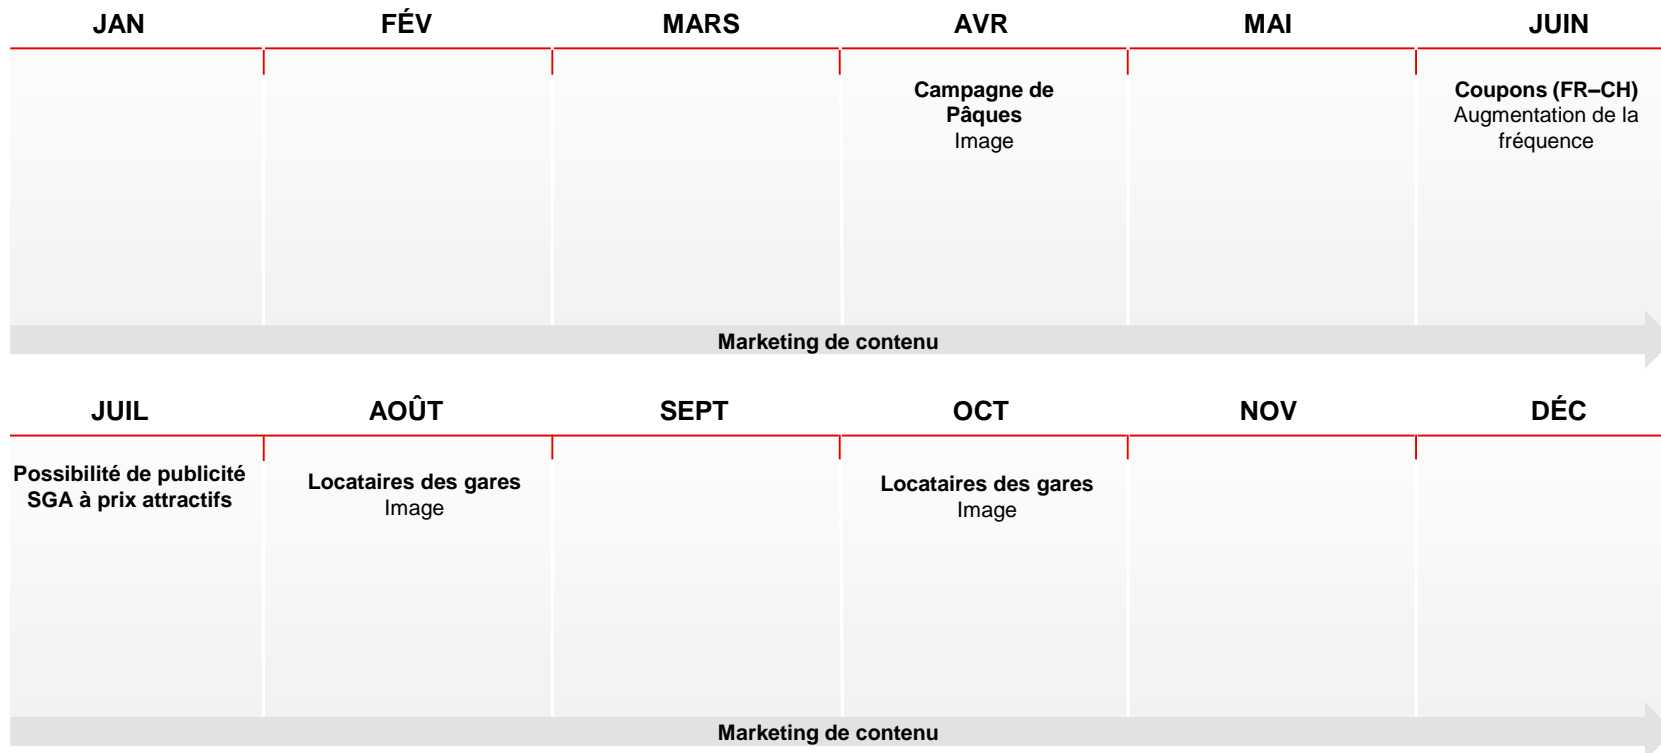 JAN FÉV MARS AVR MAI JUIN
Campagne de
Pâques
Image
Coupons (FR–CH)
Augmentation de la
fréquence
Marketing de contenu
JUIL AOÛT SEPT OCT NOV DÉC
Possibilité de publicité
SGA à prix attractifs
Locataires des gares
Image
Locataires des gares
Image
Marketing de contenu